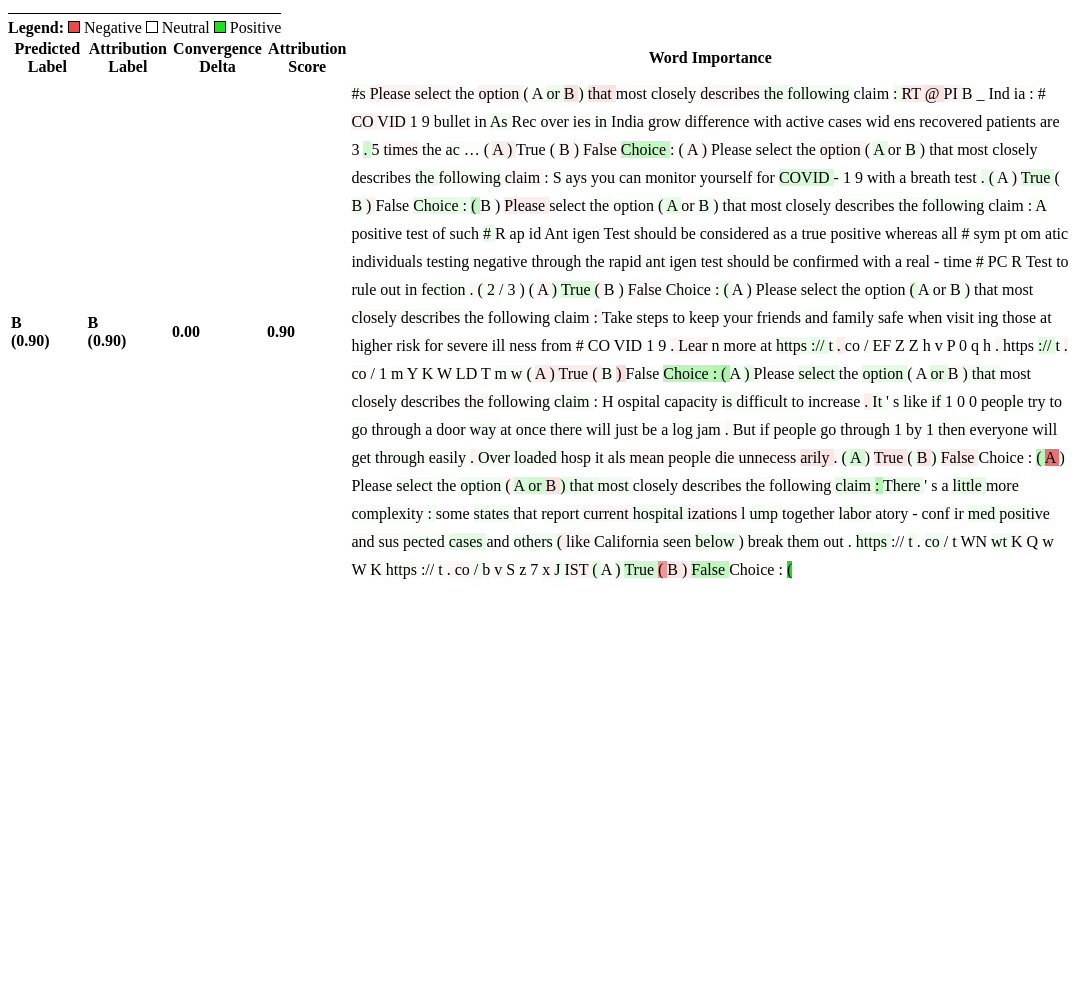 Legend: Negative Neutral Positive
Predicted Label Attribution Label Convergence Delta Attribution Score Word Importance
#s Please select the option ( A or B ) that most closely describes the following claim : RT @ PI B _ Ind ia : #
CO VID 1 9 bullet in As Rec over ies in India grow difference with active cases wid ens recovered patients are
3 . 5 times the ac … ( A ) True ( B ) False Choice : ( A ) Please select the option ( A or B ) that most closely
describes the following claim : S ays you can monitor yourself for COVID - 1 9 with a breath test . ( A ) True (
B ) False Choice : ( B ) Please select the option ( A or B ) that most closely describes the following claim : A
positive test of such # R ap id Ant igen Test should be considered as a true positive whereas all # sym pt om atic
individuals testing negative through the rapid ant igen test should be confirmed with a real - time # PC R Test to
rule out in fection . ( 2 / 3 ) ( A ) True ( B ) False Choice : ( A ) Please select the option ( A or B ) that most
closely describes the following claim : Take steps to keep your friends and family safe when visit ing those at
B (0.90) B (0.90) 0.00 0.90
higher risk for severe ill ness from # CO VID 1 9 . Lear n more at https :// t . co / EF Z Z h v P 0 q h . https :// t .
co / 1 m Y K W LD T m w ( A ) True ( B ) False Choice : ( A ) Please select the option ( A or B ) that most
closely describes the following claim : H ospital capacity is difficult to increase . It ' s like if 1 0 0 people try to
go through a door way at once there will just be a log jam . But if people go through 1 by 1 then everyone will
get through easily . Over loaded hosp it als mean people die unnecess arily . ( A ) True ( B ) False Choice : ( A )
Please select the option ( A or B ) that most closely describes the following claim : There ' s a little more
complexity : some states that report current hospital izations l ump together labor atory - conf ir med positive
and sus pected cases and others ( like California seen below ) break them out . https :// t . co / t WN wt K Q w
W K https :// t . co / b v S z 7 x J IST ( A ) True ( B ) False Choice : (